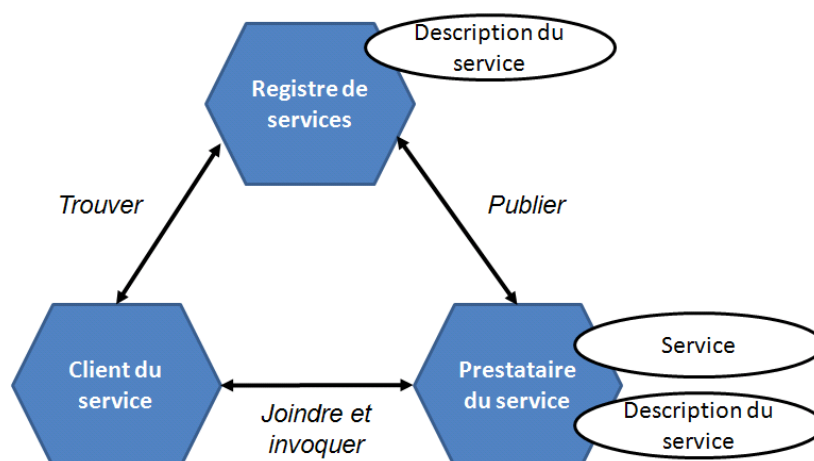 Description du
service
Registre de
services
Trouver
Publier
Client du
service
Joindre et
invoquer
Prestataire
du service
Service
Description du
service